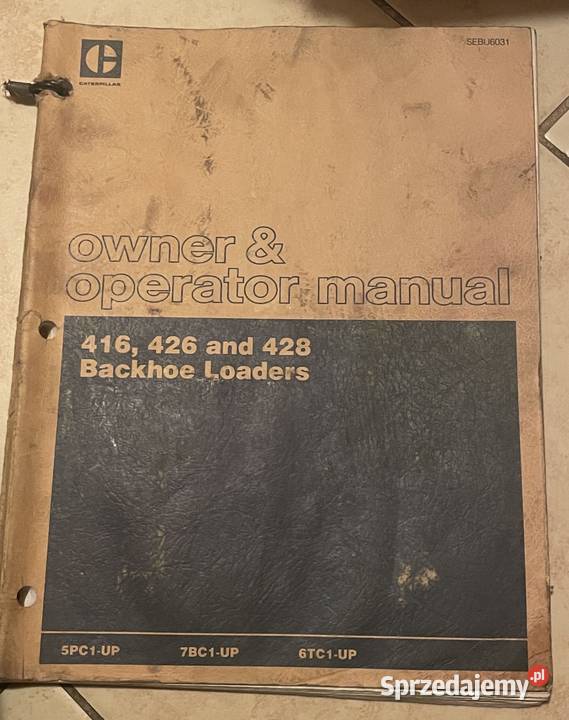 SEBU6031
CATERPILLAR
owner &
operator manual
416, 426 and 428
Backhoe Loaders
5PC1-UP 7BC1-UP 6TC1-UP
Sprzedajemy.pl